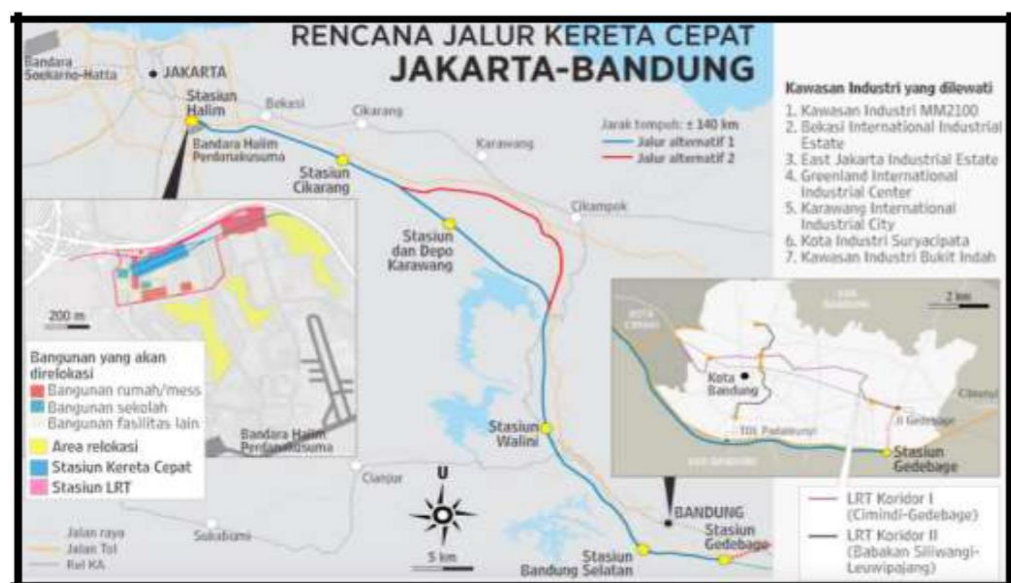 RENCANA JALUR KERETA CEPAT
JAKARTA-BANDUNG
Bandara
Soekarno-Hatta
JAKARTA
Stasiun
Halim
Bekasi
Cikarang
Bandara Halim
Perdanakusuma
Karawang
Stasiun
Cikarang
Jarak tempuh: ± 140 km
Jalur alternatif 1
Jalur alternatif 2
Cikampek
Stasiun
dan Depo
Karawang
Kawasan Industri yang dilewati
1. Kawasan Industri MM2100
2. Bekasi International Industrial
Estate
3. East Jakarta Industrial Estate
4. Greenland International
Industrial Center
5. Karawang International
Industrial City
6. Kota Industri Suryacipata
7. Kawasan Industri Bukit Indah
200 m
Bangunan yang akan
direlokasi
Bangunan rumah/mess
Bangunan sekolah
Bangunan fasilitas lain
Area relokasi
Stasiun Kereta Cepat
Stasiun LRT
Bandara Halim
Perdanakusuma
Jalan raya
Jalan Tol
Rel KA
Cianjur
Sukabumi
U
5 km
Stasiun
Walini
BANDUNG
Stasiun
Gedebage
Stasiun
Bandung Selatan
2 km
KOTA
Kota
Bandung
TOL
Jl Gedebage
Stasiun
Gedebage
LRT Koridor I
(Cimindi-Gedebage)
LRT Koridor II
(Babakan Siliwangi-
Leuwipajang)